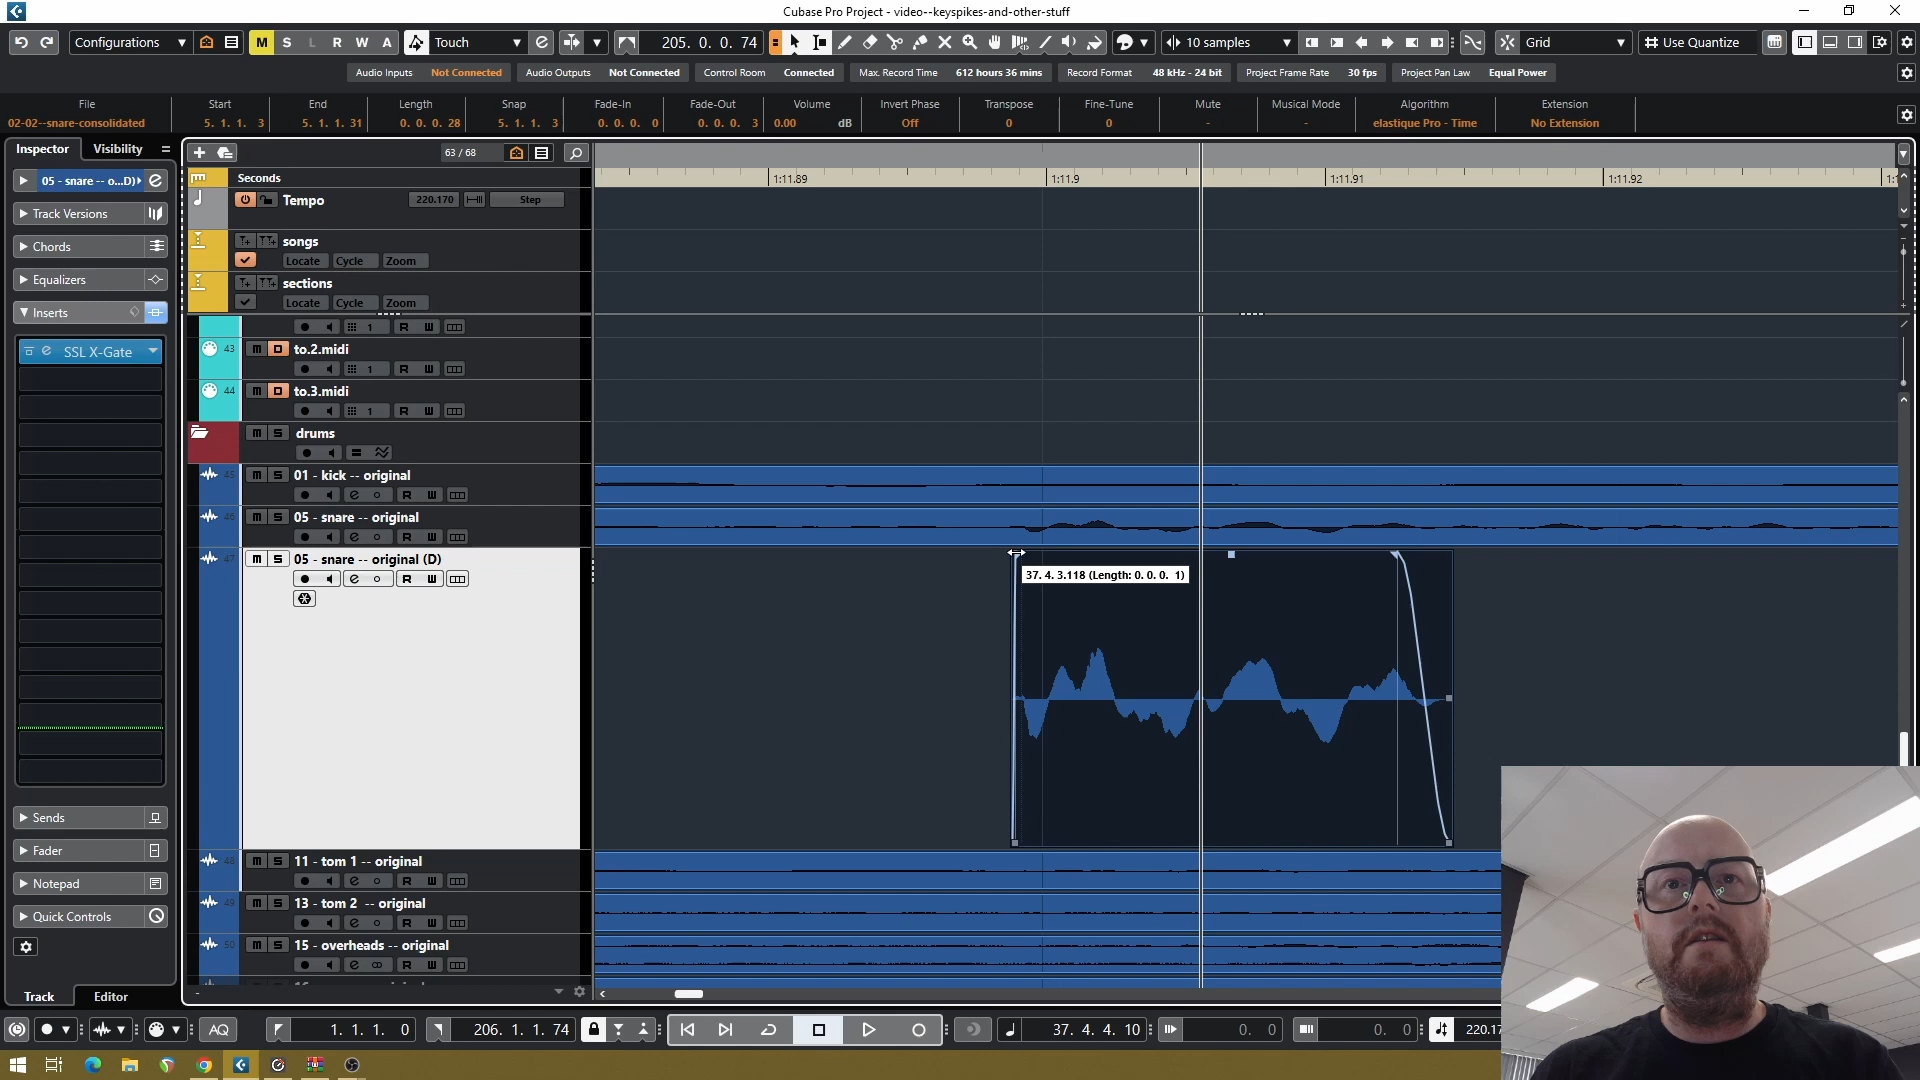 Cubase Pro Project - video--keyspikes-and-other-stuff
Configurations
M S L R W A
Touch
205. 0. 0. 74
10 samples
Grid
Use Quantize
Audio Inputs Not Connected
Audio Outputs Not Connected
Control Room Connected
Max. Record Time 612 hours 36 mins
Record Format 48 kHz - 24 bit
Project Frame Rate 30 fps
Project Pan Law Equal Power
File Start End Length Snap Fade-In Fade-Out Volume Invert Phase Transpose Fine-Tune Mute Musical Mode Algorithm Extension
02-02--snare-consolidated 5. 1. 1. 3 5. 1. 1. 31 0. 0. 0. 28 5. 1. 1. 3 0. 0. 0. 0 0. 0. 0. 3 0.00 dB Off 0 0 - - elastique Pro - Time No Extension
Inspector Visibility
63 / 68
05 - snare -- o...D)
Track Versions
Chords
Equalizers
Inserts
SSL X-Gate
Sends
Fader
Notepad
Quick Controls
Track Editor
Seconds
1:11.89 1:11.9 1:11.91 1:11.92
Tempo 220.170 Step
songs
Locate Cycle Zoom
sections
Locate Cycle Zoom
1 R W
43 M to.2.midi
1 R W
44 M to.3.midi
1 R W
M S drums
45 M S 01 - kick -- original
R W
46 M S 05 - snare -- original
R W
47 M S 05 - snare -- original (D)
R W
37. 4. 3.118 (Length: 0. 0. 0. 1)
48 M S 11 - tom 1 -- original
R W
49 M S 13 - tom 2 -- original
R W
50 M S 15 - overheads -- original
R W
AQ
1. 1. 1. 0
206. 1. 1. 74
37. 4. 4. 10
0. 0
0. 0
220.17